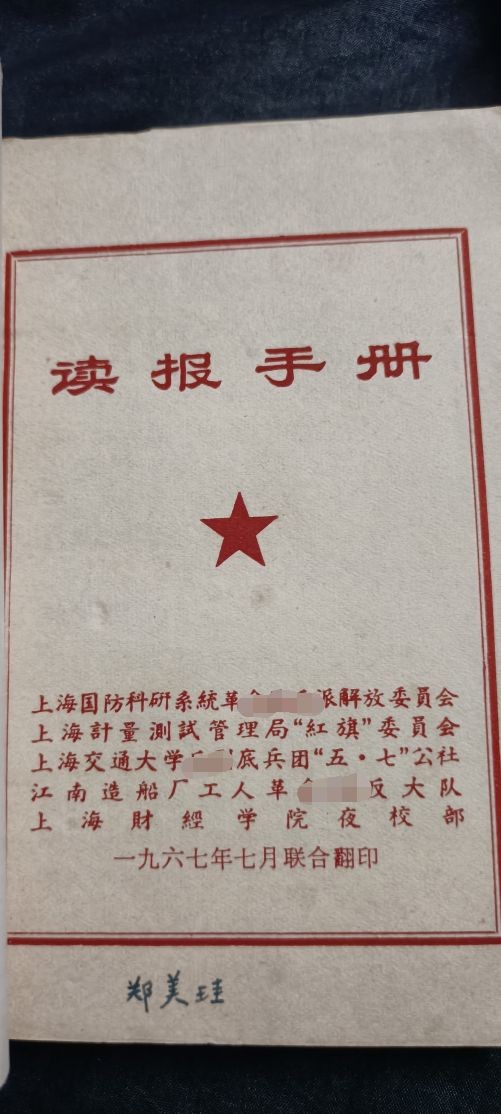 读报手册
上海国防科研系統革派解放委員会
上海計量測試管理局“紅旗”委員会
上海交通大学底兵团“五·七”公社
江南造船厂工人革反大队
上海財經学院夜校部
一九六七年七月联合翻印
郑美珪